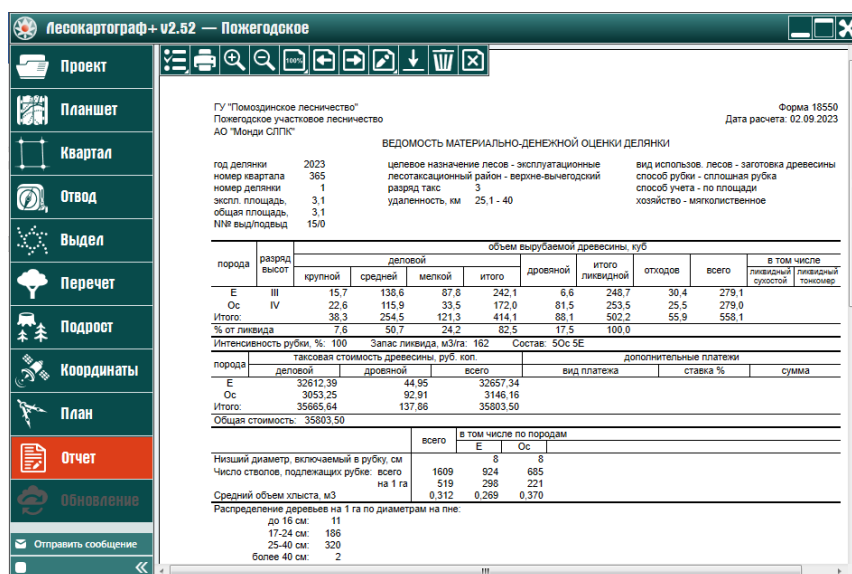 Лесокартограф+ v2.52 — Пожегодское
Проект
Планшет
Квартал
Отвод
Выдел
Перечет
Подрост
Координаты
План
Отчет
Обновление
Отправить сообщение
100%
ГУ "Помоздинское лесничество" Форма 18550
Пожегодское участковое лесничество Дата расчета: 02.09.2023
АО "Монди СЛПК"
ВЕДОМОСТЬ МАТЕРИАЛЬНО-ДЕНЕЖНОЙ ОЦЕНКИ ДЕЛЯНКИ
год делянки 2023 целевое назначение лесов - эксплуатационные вид использов. лесов - заготовка древесины
номер квартала 365 лесотаксационный район - верхне-вычегодский способ рубки - сплошная рубка
номер делянки 1 разряд такс 3 способ учета - по площади
экспл. площадь, 3,1 удаленность, км 25,1 - 40 хозяйство - мягколиственное
общая площадь, 3,1
NNº выд/подвыд 15/0
объем вырубаемой древесины, куб
порода разряд высот деловой дровяной итого ликвидной отходов всего в том числе
крупной средней мелкой итого ликвидный сухостой ликвидный тонкомер
Е III 15,7 138,6 87,8 242,1 6,6 248,7 30,4 279,1
Ос IV 22,6 115,9 33,5 172,0 81,5 253,5 25,5 279,0
Итого: 38,3 254,5 121,3 414,1 88,1 502,2 55,9 558,1
% от ликвида 7,6 50,7 24,2 82,5 17,5 100,0
Интенсивность рубки, %: 100 Запас ликвида, м3/га: 162 Состав: 5Ос 5Е
порода таксовая стоимость древесины, руб. коп. дополнительные платежи
деловой дровяной всего вид платежа ставка % сумма
Е 32612,39 44,95 32657,34
Ос 3053,25 92,91 3146,16
Итого: 35665,64 137,86 35803,50
Общая стоимость: 35803,50
всего в том числе по породам
Е Ос
Низший диаметр, включаемый в рубку, см 8 8
Число стволов, подлежащих рубке: всего 1609 924 685
на 1 га 519 298 221
Средний объем хлыста, м3 0,312 0,269 0,370
Распределение деревьев на 1 га по диаметрам на пне:
до 16 см: 11
17-24 см: 186
25-40 см: 320
более 40 см: 2